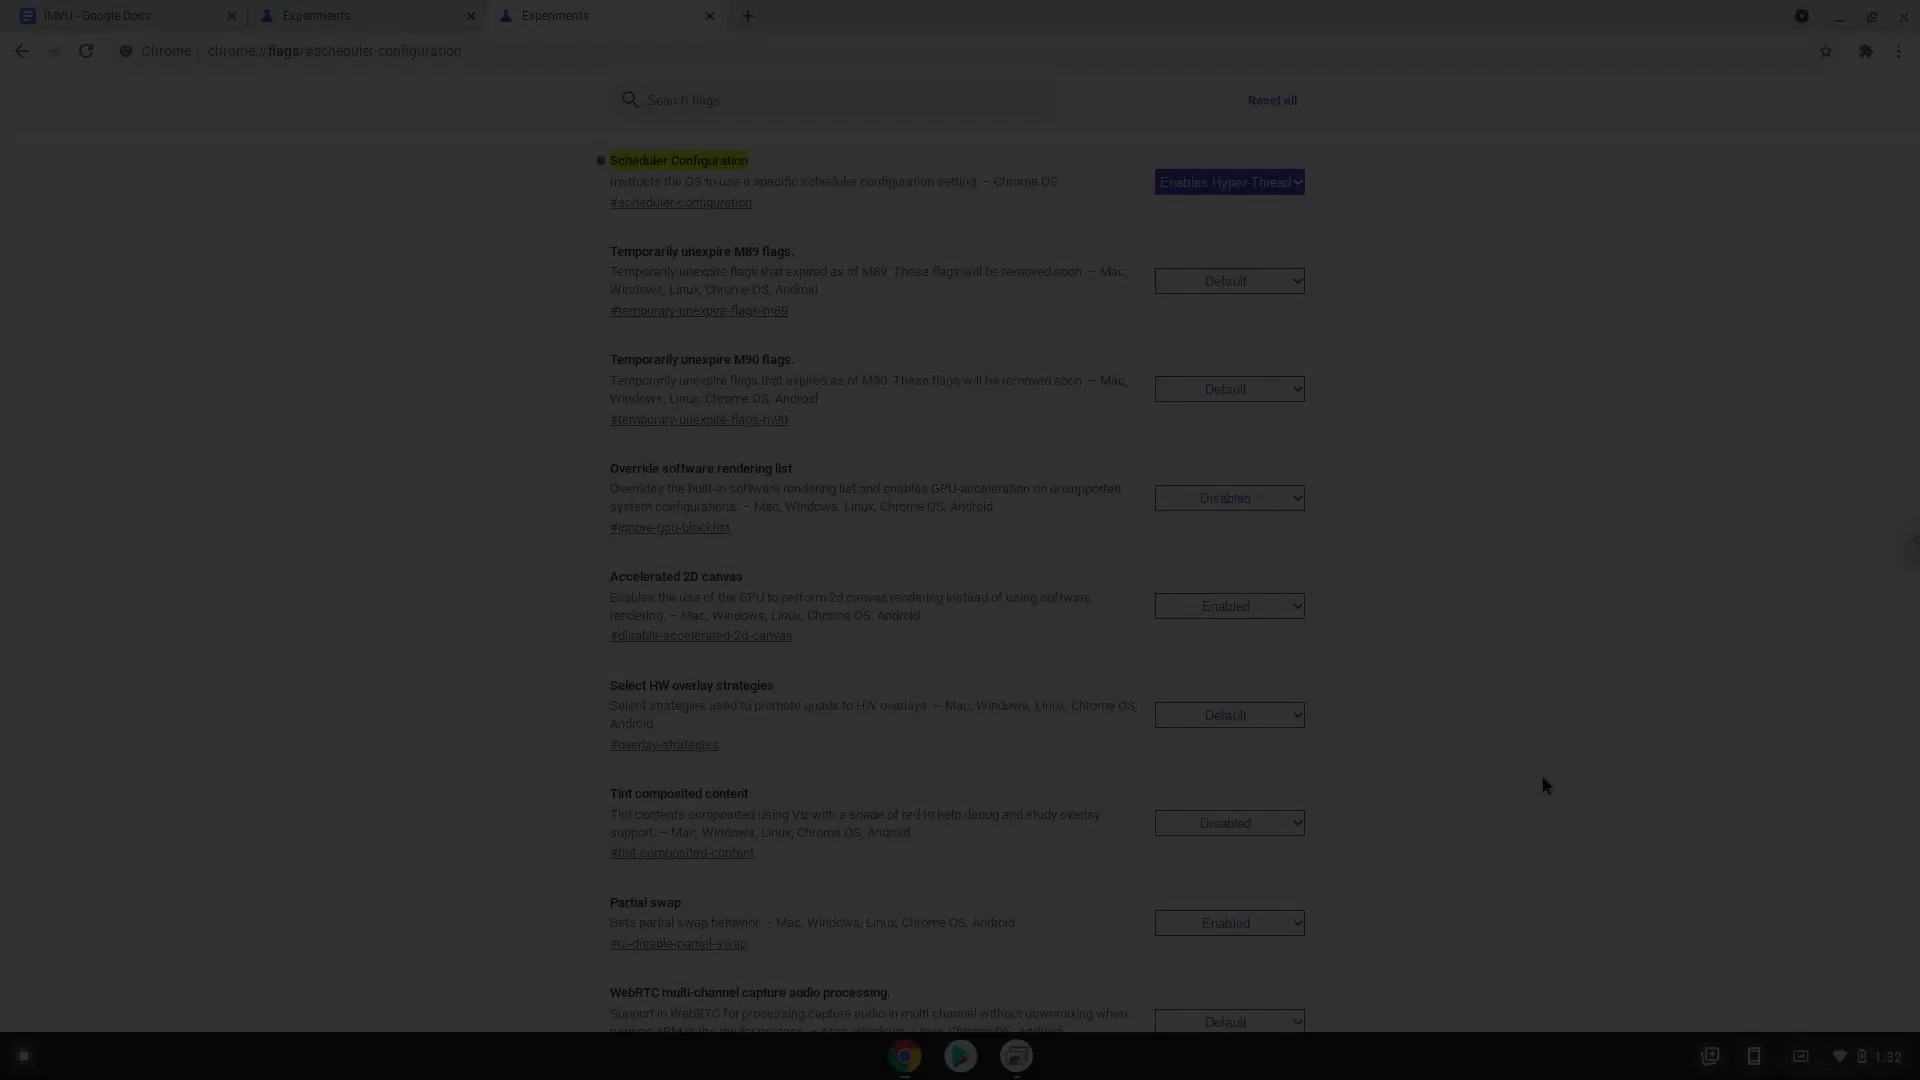 IMVU - Google Docs
Experiments
Experiments
Chrome
chrome://flags/#scheduler-configuration
Search flags
Reset all
Scheduler Configuration
Instructs the OS to use a specific scheduler configuration setting. – Chrome OS
#scheduler-configuration
Enables Hyper-Thread
Temporarily unexpire M89 flags.
Temporarily unexpire flags that expired as of M89. These flags will be removed soon. – Mac,
Windows, Linux, Chrome OS, Android
#temporary-unexpire-flags-m89
Default
Temporarily unexpire M90 flags.
Temporarily unexpire flags that expired as of M90. These flags will be removed soon. – Mac,
Windows, Linux, Chrome OS, Android
#temporary-unexpire-flags-m90
Default
Override software rendering list
Overrides the built-in software rendering list and enables GPU-acceleration on unsupported
system configurations. – Mac, Windows, Linux, Chrome OS, Android
#ignore-gpu-blocklist
Disabled
Accelerated 2D canvas
Enables the use of the GPU to perform 2d canvas rendering instead of using software
rendering. – Mac, Windows, Linux, Chrome OS, Android
#disable-accelerated-2d-canvas
Enabled
Select HW overlay strategies
Select strategies used to promote quads to HW overlays. – Mac, Windows, Linux, Chrome OS,
Android
#overlay-strategies
Default
Tint composited content
Tint contents composited using Viz with a shade of red to help debug and study overlay
support. – Mac, Windows, Linux, Chrome OS, Android
#tint-composited-content
Disabled
Partial swap
Sets partial swap behavior. – Mac, Windows, Linux, Chrome OS, Android
#ui-disable-partial-swap
Enabled
WebRTC multi-channel capture audio processing.
Support in WebRTC for processing capture audio in multi channel without downmixing when
running APM in the render process. – Mac, Windows, Linux, Chrome OS, Android
Default
1:32